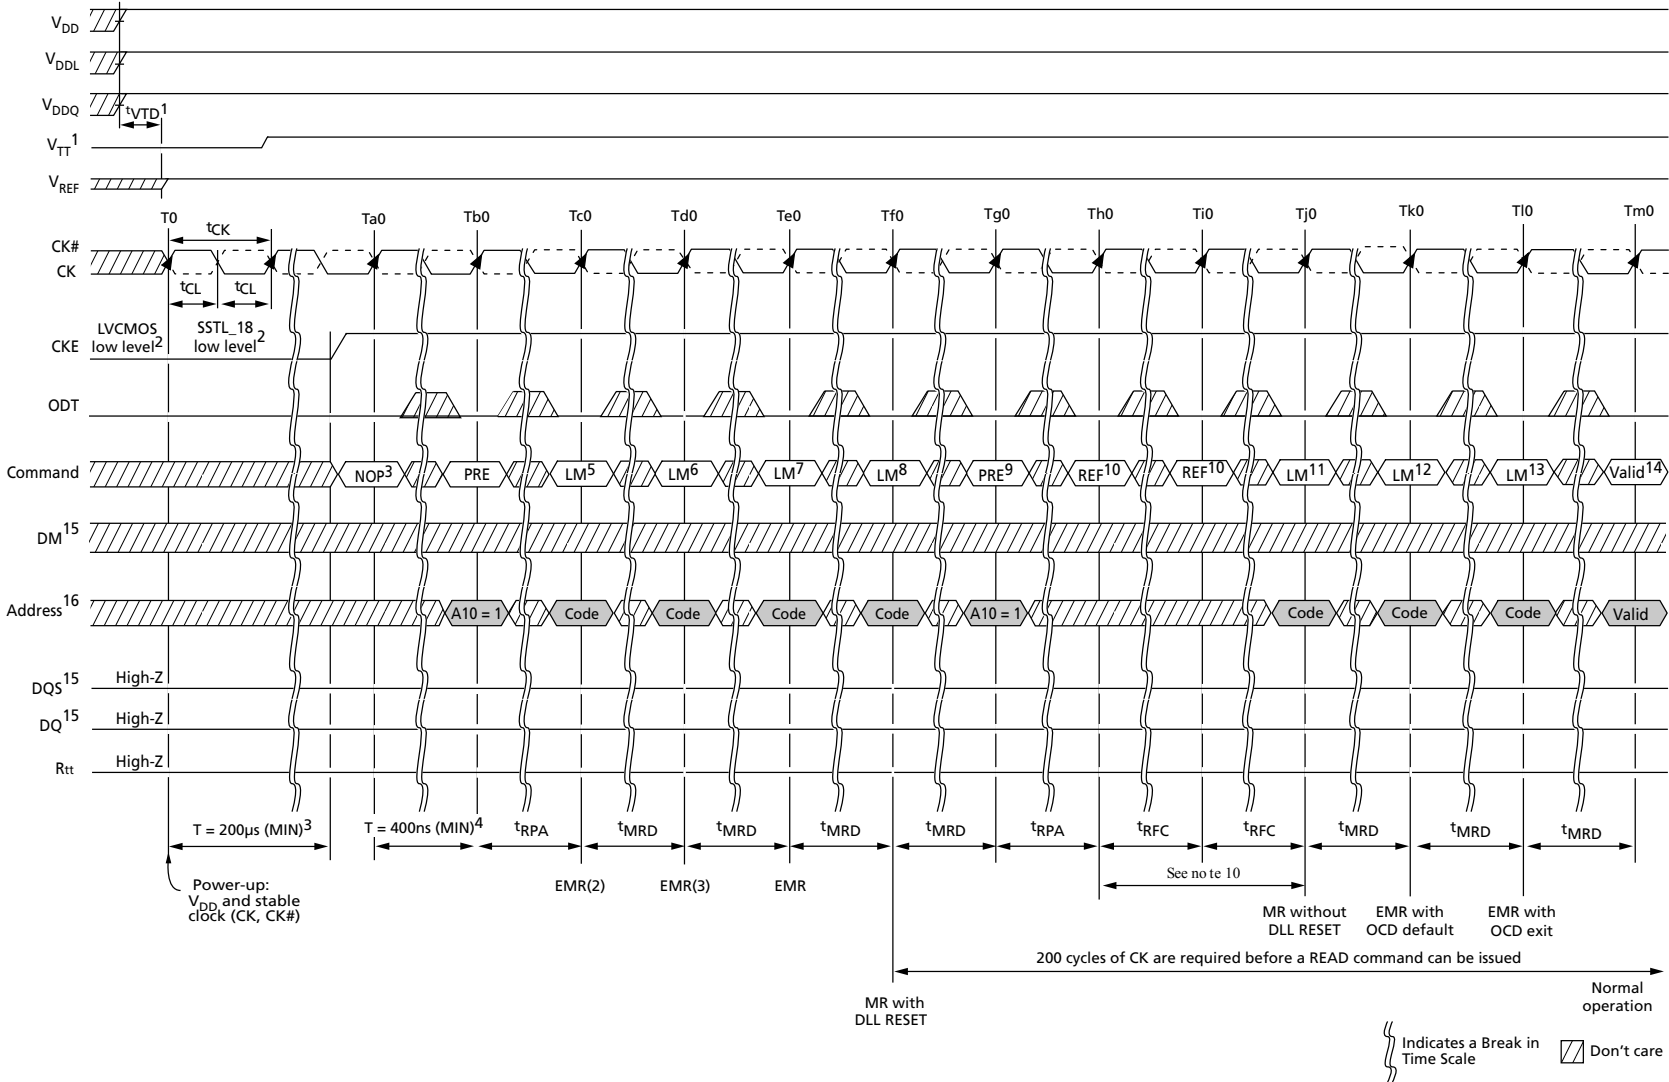 VDD
VDDL
VDDQ
tVTD1
VTT1
VREF
T0 Ta0 Tb0 Tc0 Td0 Te0 Tf0 Tg0 Th0 Ti0 Tj0 Tk0 Tl0 Tm0
tCK
CK#
CK
tCL tCL
LVCMOS low level2
SSTL_18 low level2
CKE
ODT
Command NOP3 PRE LM5 LM6 LM7 LM8 PRE9 REF10 REF10 LM11 LM12 LM13 Valid14
DM15
Address16 A10 = 1 Code Code Code Code A10 = 1 Code Code Code Valid
DQS15 High-Z
DQ15 High-Z
Rtt High-Z
T = 200µs (MIN)3 T = 400ns (MIN)4 tRPA tMRD tMRD tMRD tMRD tRPA tRFC tRFC tMRD tMRD tMRD
See note 10
Power-up:
VDD and stable
clock (CK, CK#)
EMR(2) EMR(3) EMR
MR without
DLL RESET
EMR with
OCD default
EMR with
OCD exit
200 cycles of CK are required before a READ command can be issued
MR with
DLL RESET
Normal
operation
Indicates a Break in
Time Scale
Don't care